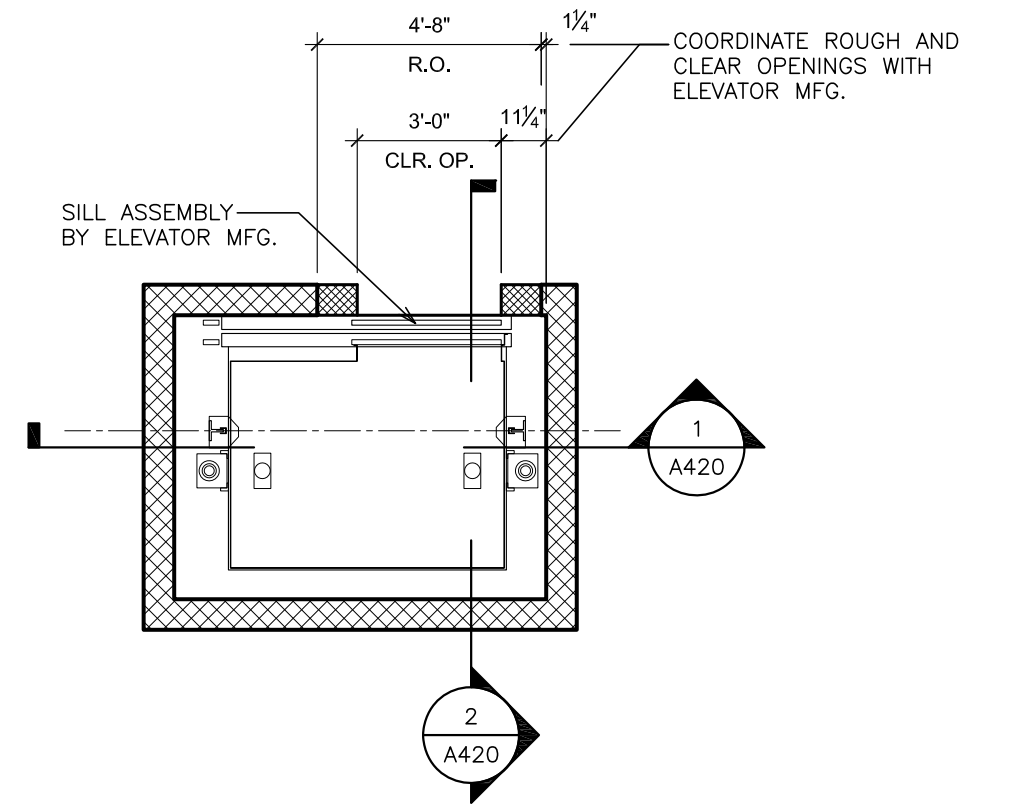 4'-8"
1¼"
R.O.
COORDINATE ROUGH AND
CLEAR OPENINGS WITH
ELEVATOR MFG.
3'-0"
11¼"
CLR. OP.
SILL ASSEMBLY
BY ELEVATOR MFG.
1
A420
2
A420